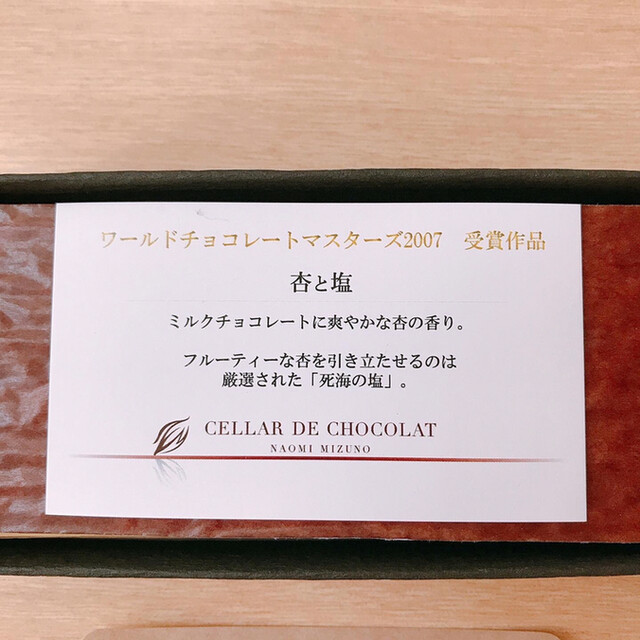 ワールドチョコレートマスターズ2007　受賞作品
杏と塩
ミルクチョコレートに爽やかな杏の香り。
フルーティーな杏を引き立たせるのは
厳選された「死海の塩」。
CELLAR DE CHOCOLAT
NAOMI MIZUNO